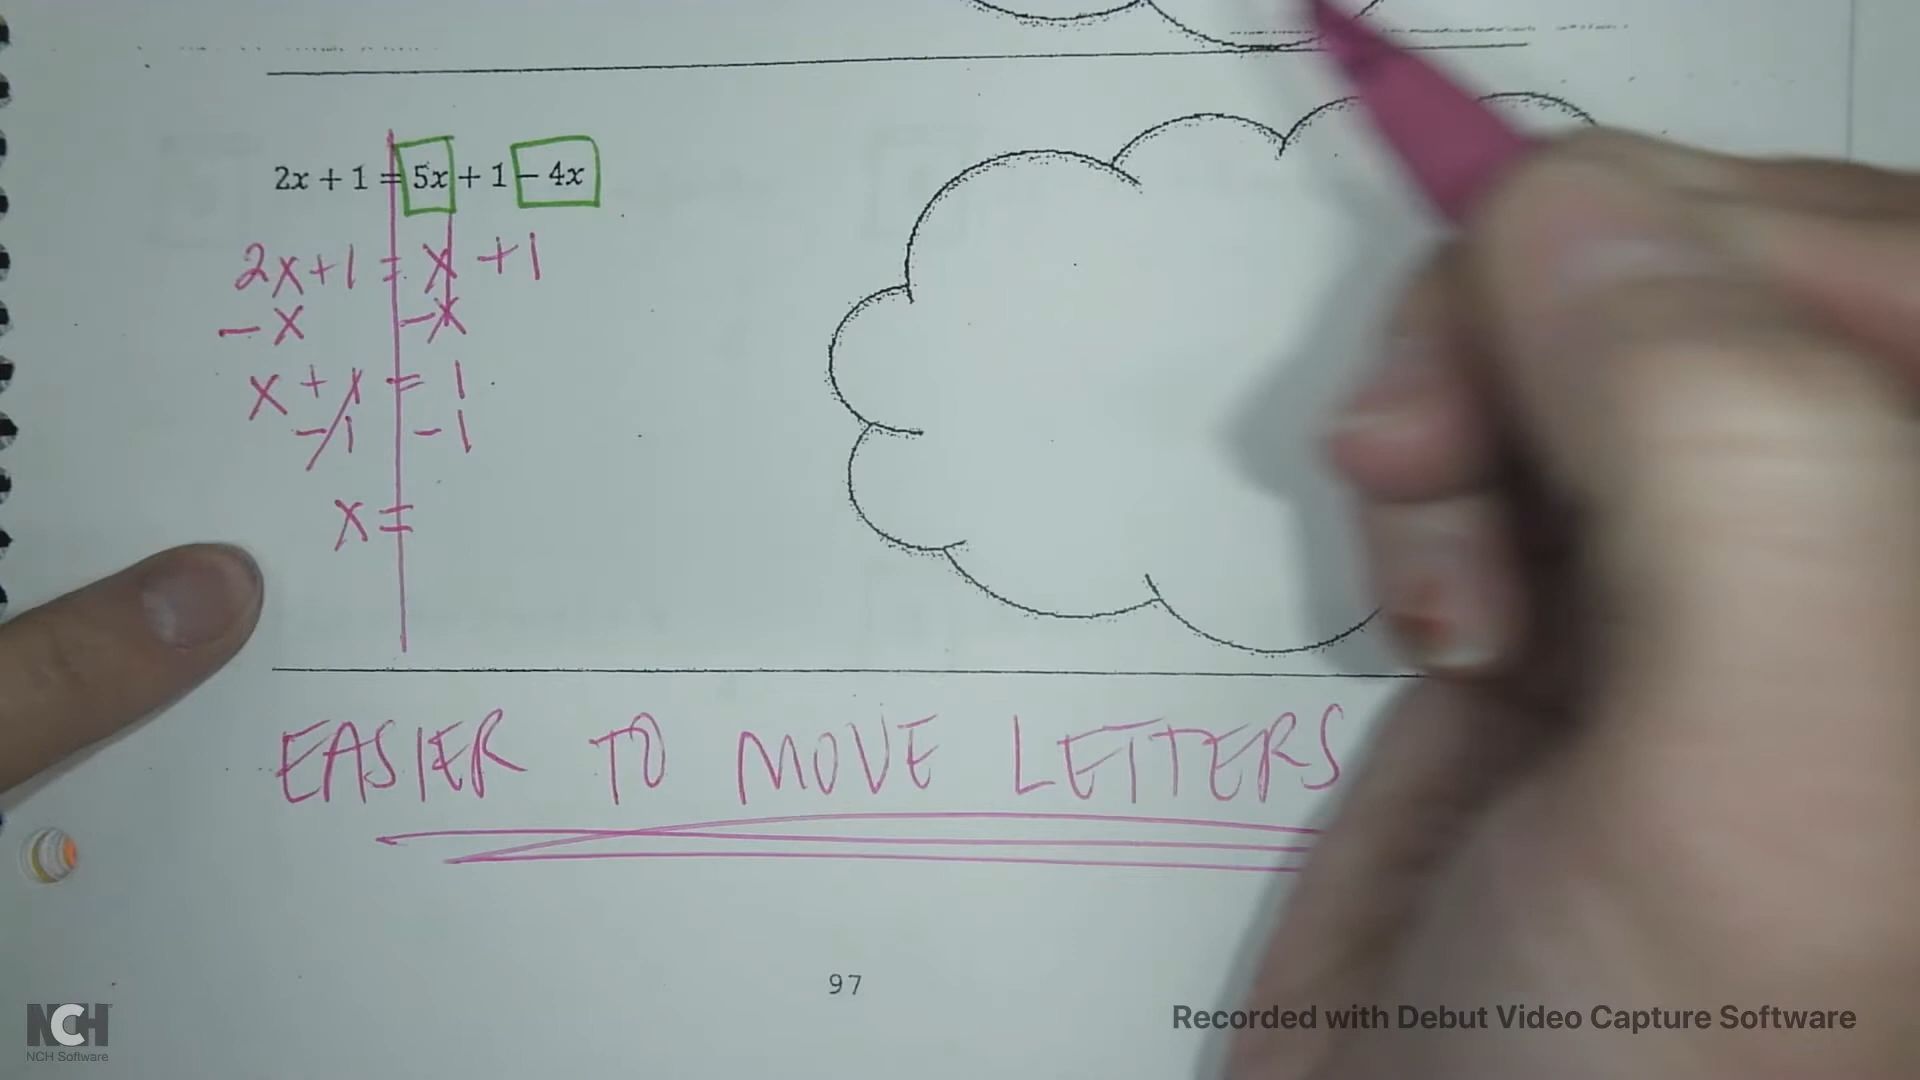 2x + 1 = 5x + 1 − 4x
2x+1 = x +1
−x −x
x + 1 = 1
−1 −1
x =
EASIER TO MOVE LETTERS
97
NCH
NCH Software
Recorded with Debut Video Capture Software